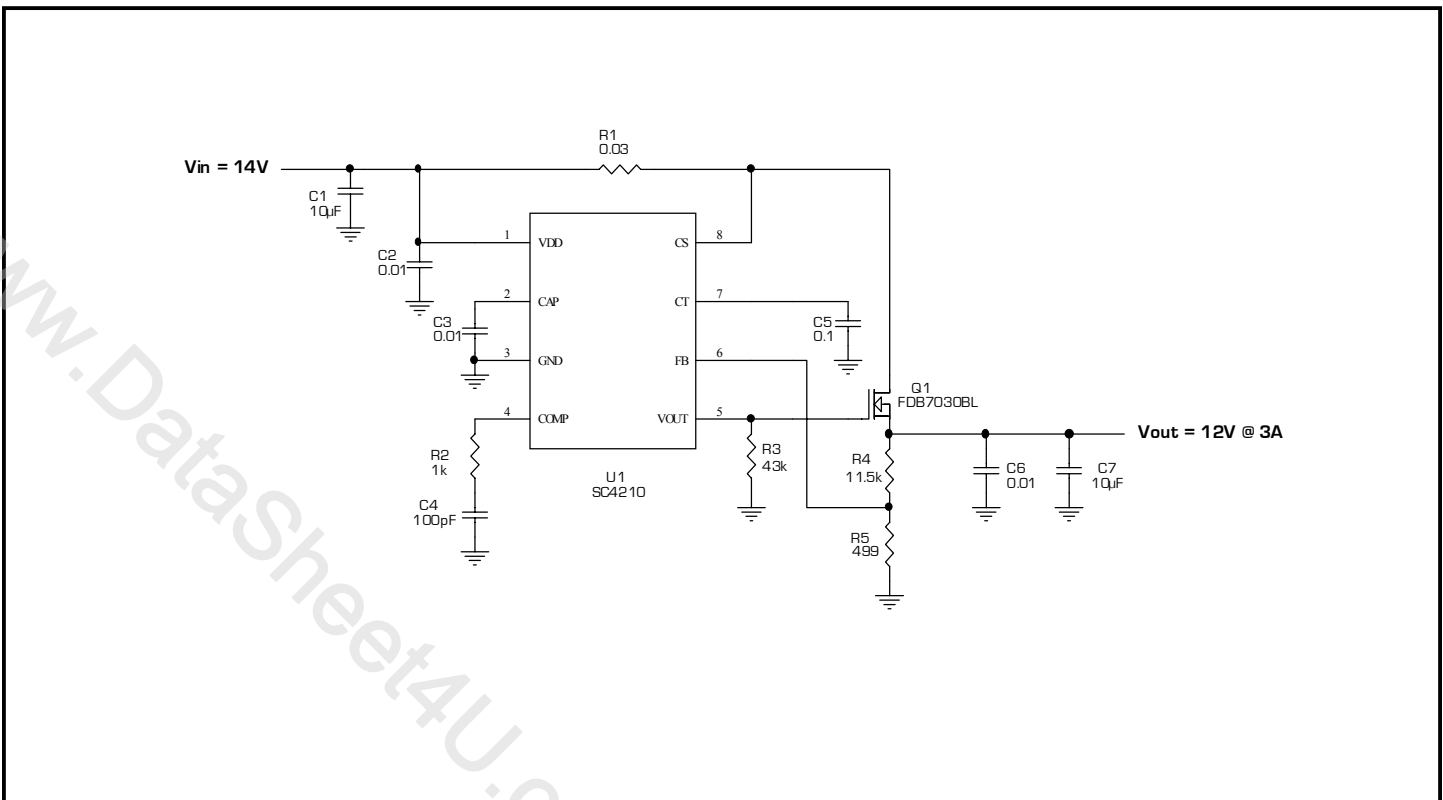 R1
0.03
Vin = 14V
C1
10µF
1 VDD
CS 8
C2
0.01
2 CAP
CT 7
C3
0.01
C5
0.1
3 GND
FB 6
Q1
FDB7030BL
4 COMP
VOUT 5
Vout = 12V @ 3A
R2
1k
R3
43k
R4
11.5k
C6
0.01
C7
10µF
U1
SC4210
C4
100pF
R5
499
ww.DataSheet4U.c